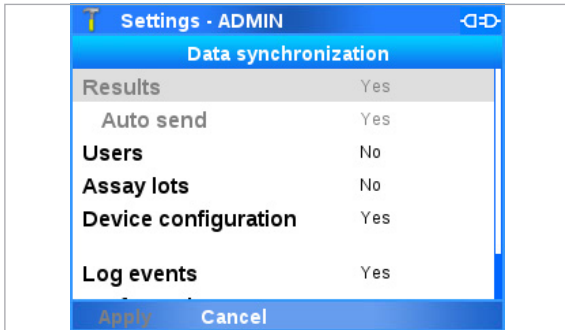 Settings - ADMIN
Data synchronization
Results Yes
Auto send Yes
Users No
Assay lots No
Device configuration Yes
Log events Yes
Apply Cancel